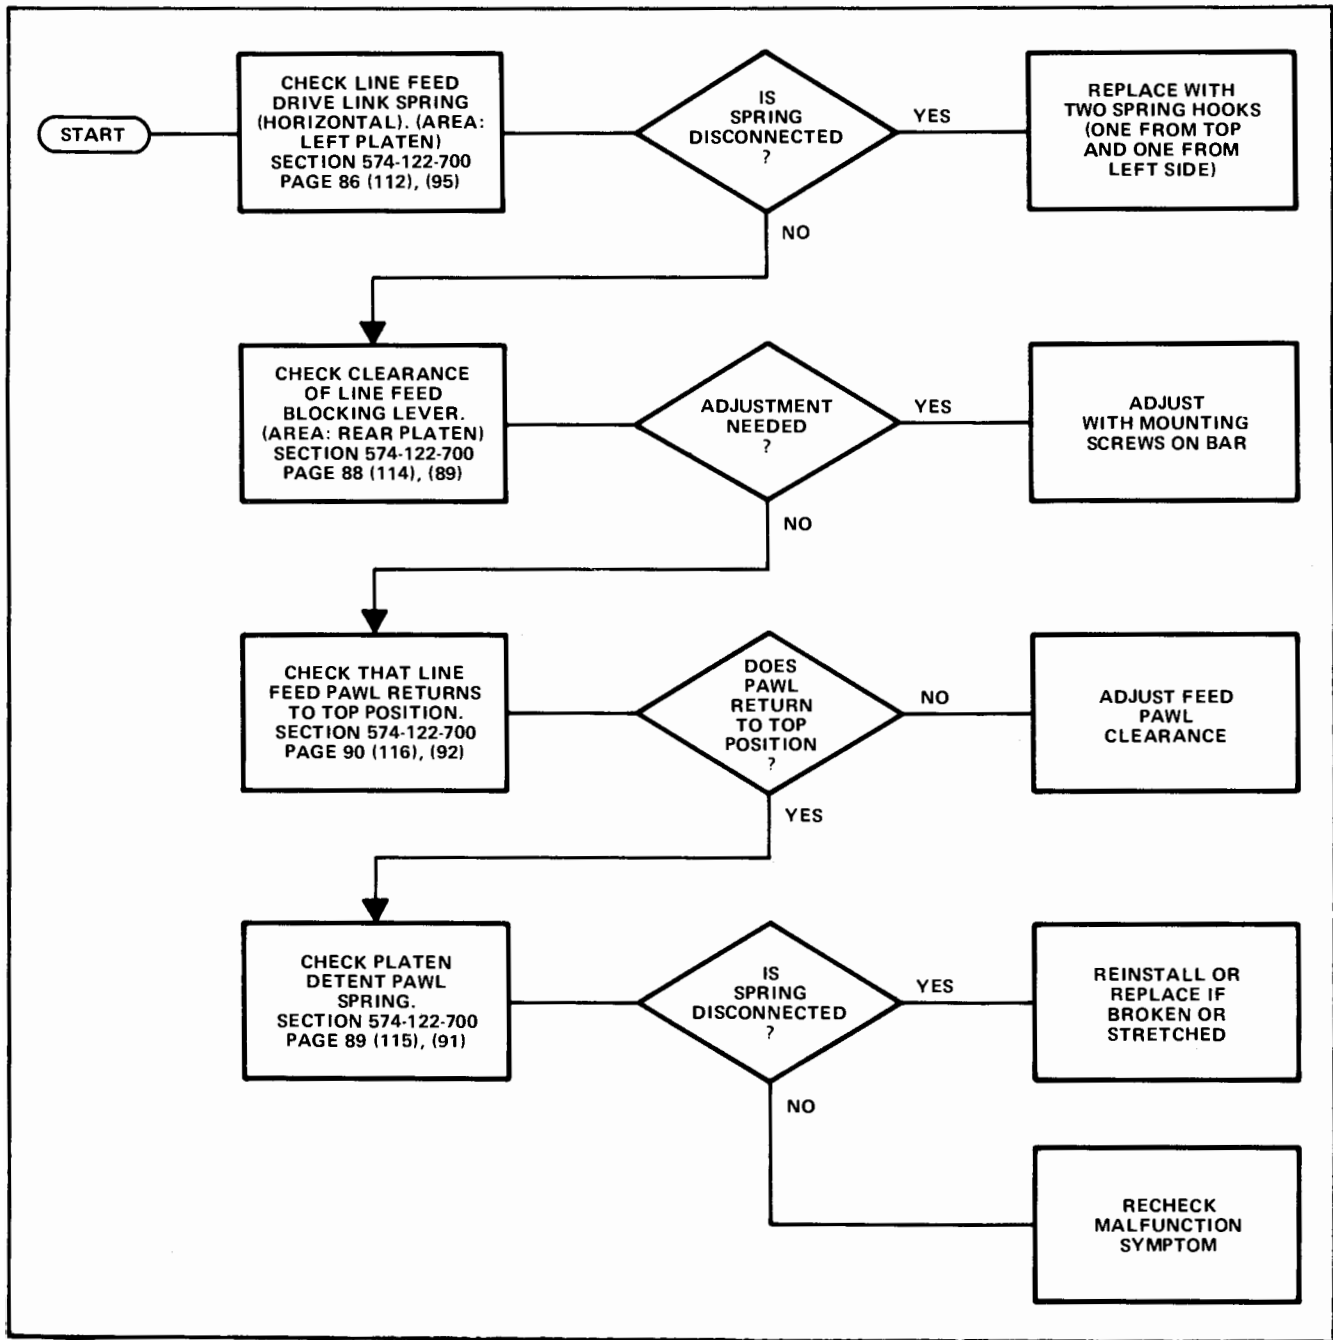 START
CHECK LINE FEED
DRIVE LINK SPRING
(HORIZONTAL). (AREA:
LEFT PLATEN)
SECTION 574-122-700
PAGE 86 (112), (95)
IS
SPRING
DISCONNECTED
?
YES
REPLACE WITH
TWO SPRING HOOKS
(ONE FROM TOP
AND ONE FROM
LEFT SIDE)
NO
CHECK CLEARANCE
OF LINE FEED
BLOCKING LEVER.
(AREA: REAR PLATEN)
SECTION 574-122-700
PAGE 88 (114), (89)
ADJUSTMENT
NEEDED
?
YES
ADJUST
WITH MOUNTING
SCREWS ON BAR
NO
CHECK THAT LINE
FEED PAWL RETURNS
TO TOP POSITION.
SECTION 574-122-700
PAGE 90 (116), (92)
DOES
PAWL
RETURN
TO TOP
POSITION
?
NO
ADJUST FEED
PAWL
CLEARANCE
YES
CHECK PLATEN
DETENT PAWL
SPRING.
SECTION 574-122-700
PAGE 89 (115), (91)
IS
SPRING
DISCONNECTED
?
YES
REINSTALL OR
REPLACE IF
BROKEN OR
STRETCHED
NO
RECHECK
MALFUNCTION
SYMPTOM